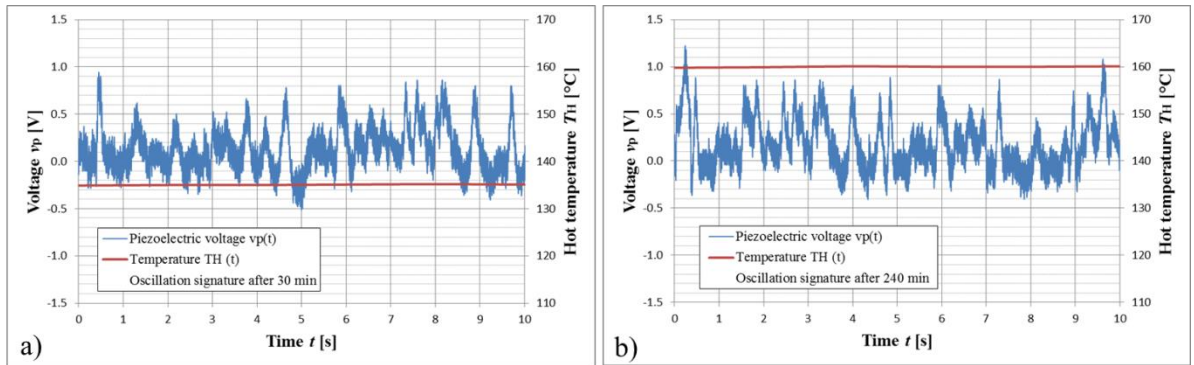 1.5
1.0
0.5
0.0
-0.5
-1.0
-1.5
Voltage vp [V]
170
160
150
140
130
120
110
Hot temperature TH [°C]
Piezoelectric voltage vp(t)
Temperature TH (t)
Oscillation signature after 30 min
0 1 2 3 4 5 6 7 8 9 10
Time t [s]
a)
1.5
1.0
0.5
0.0
-0.5
-1.0
-1.5
Voltage vp [V]
170
160
150
140
130
120
110
Hot temperature TH [°C]
Piezoelectric voltage vp(t)
Temperature TH (t)
Oscillation signature after 240 min
0 1 2 3 4 5 6 7 8 9 10
Time t [s]
b)